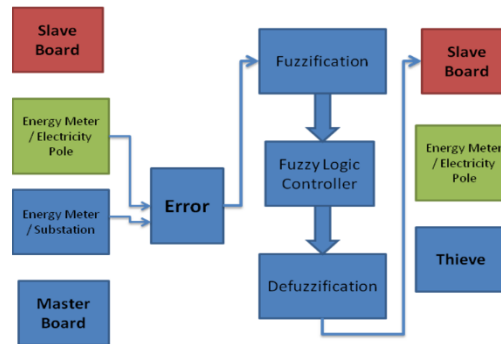 Slave
Board
Energy Meter
/ Electricity
Pole
Energy Meter
/ Substation
Master
Board
Error
Fuzzification
Fuzzy Logic
Controller
Defuzzification
Slave
Board
Energy Meter
/ Electricity
Pole
Thieve